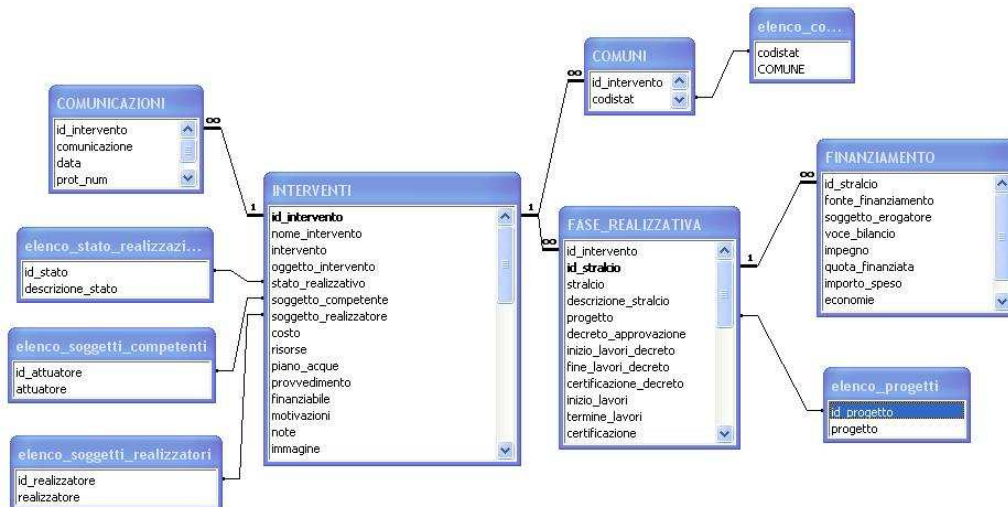 COMUNICAZIONI
id_intervento
comunicazione
data
prot_num
elenco_stato_realizzazi...
id_stato
descrizione_stato
elenco_soggetti_competenti
id_attuatore
attuatore
elenco_soggetti_realizzatori
id_realizzatore
realizzatore
∞
1
INTERVENTI
id_intervento
nome_intervento
intervento
oggetto_intervento
stato_realizzativo
soggetto_competente
soggetto_realizzatore
costo
risorse
piano_acque
provvedimento
finanziabile
motivazioni
note
immagine
1
∞
∞
COMUNI
id_intervento
codistat
elenco_co...
codistat
COMUNE
FASE_REALIZZATIVA
id_intervento
id_stralcio
stralcio
descrizione_stralcio
progetto
decreto_approvazione
inizio_lavori_decreto
fine_lavori_decreto
certificazione_decreto
inizio_lavori
termine_lavori
certificazione
1
∞
FINANZIAMENTO
id_stralcio
fonte_finanziamento
soggetto_erogatore
voce_bilancio
impegno
quota_finanziata
importo_speso
economie
elenco_progetti
id_progetto
progetto